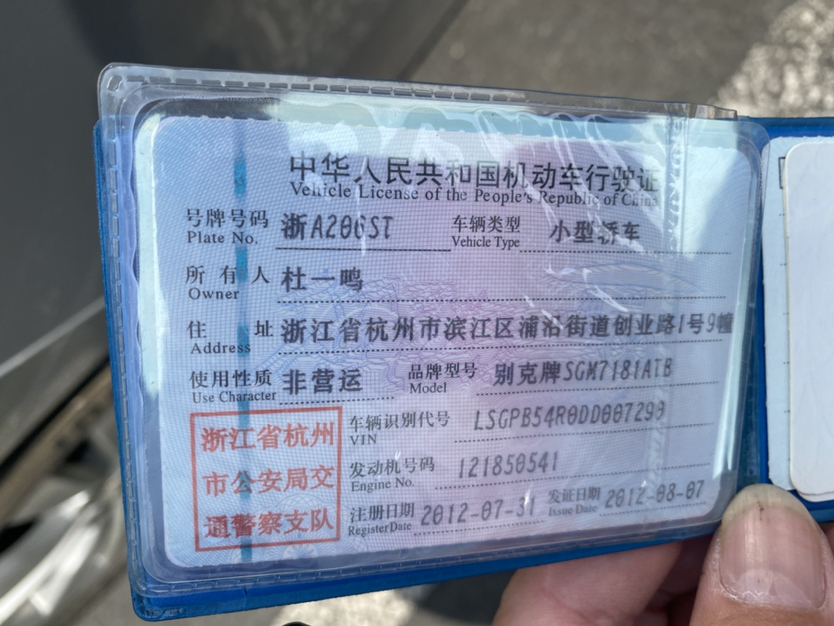 中华人民共和国机动车行驶证
Vehicle License of the People's Republic of China
号牌号码 浙A206ST 车辆类型 小型轿车
Plate No. Vehicle Type
所有人 杜一鸣
Owner
住址 浙江省杭州市滨江区浦沿街道创业路1号9幢
Address
使用性质 非营运 品牌型号 别克牌SGM7181ATB
Use Character Model
浙江省杭州
市公安局交
通警察支队
车辆识别代号 LSGPB54R0DD007299
VIN
发动机号码 121850541
Engine No.
注册日期 2012-07-31 发证日期 2012-08-07
Register Date Issue Date